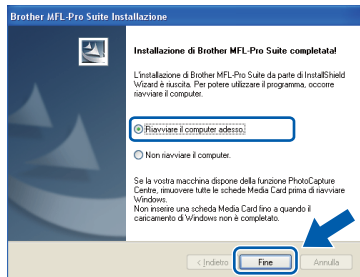 Brother MFL-Pro Suite Installazione
Installazione di Brother MFL-Pro Suite completata!
L'installazione di Brother MFL-Pro Suite da parte di InstallShield
Wizard è riuscita. Per potere utilizzare il programma, occorre
riavviare il computer.
Riavviare il computer adesso.
Non riavviare il computer.
Se la vostra macchina dispone della funzione PhotoCapture
Centre, rimuovere tutte le schede Media Card prima di riavviare
Windows.
Non inserire una scheda Media Card fino a quando il
caricamento di Windows non è completato.
< Indietro Fine Annulla